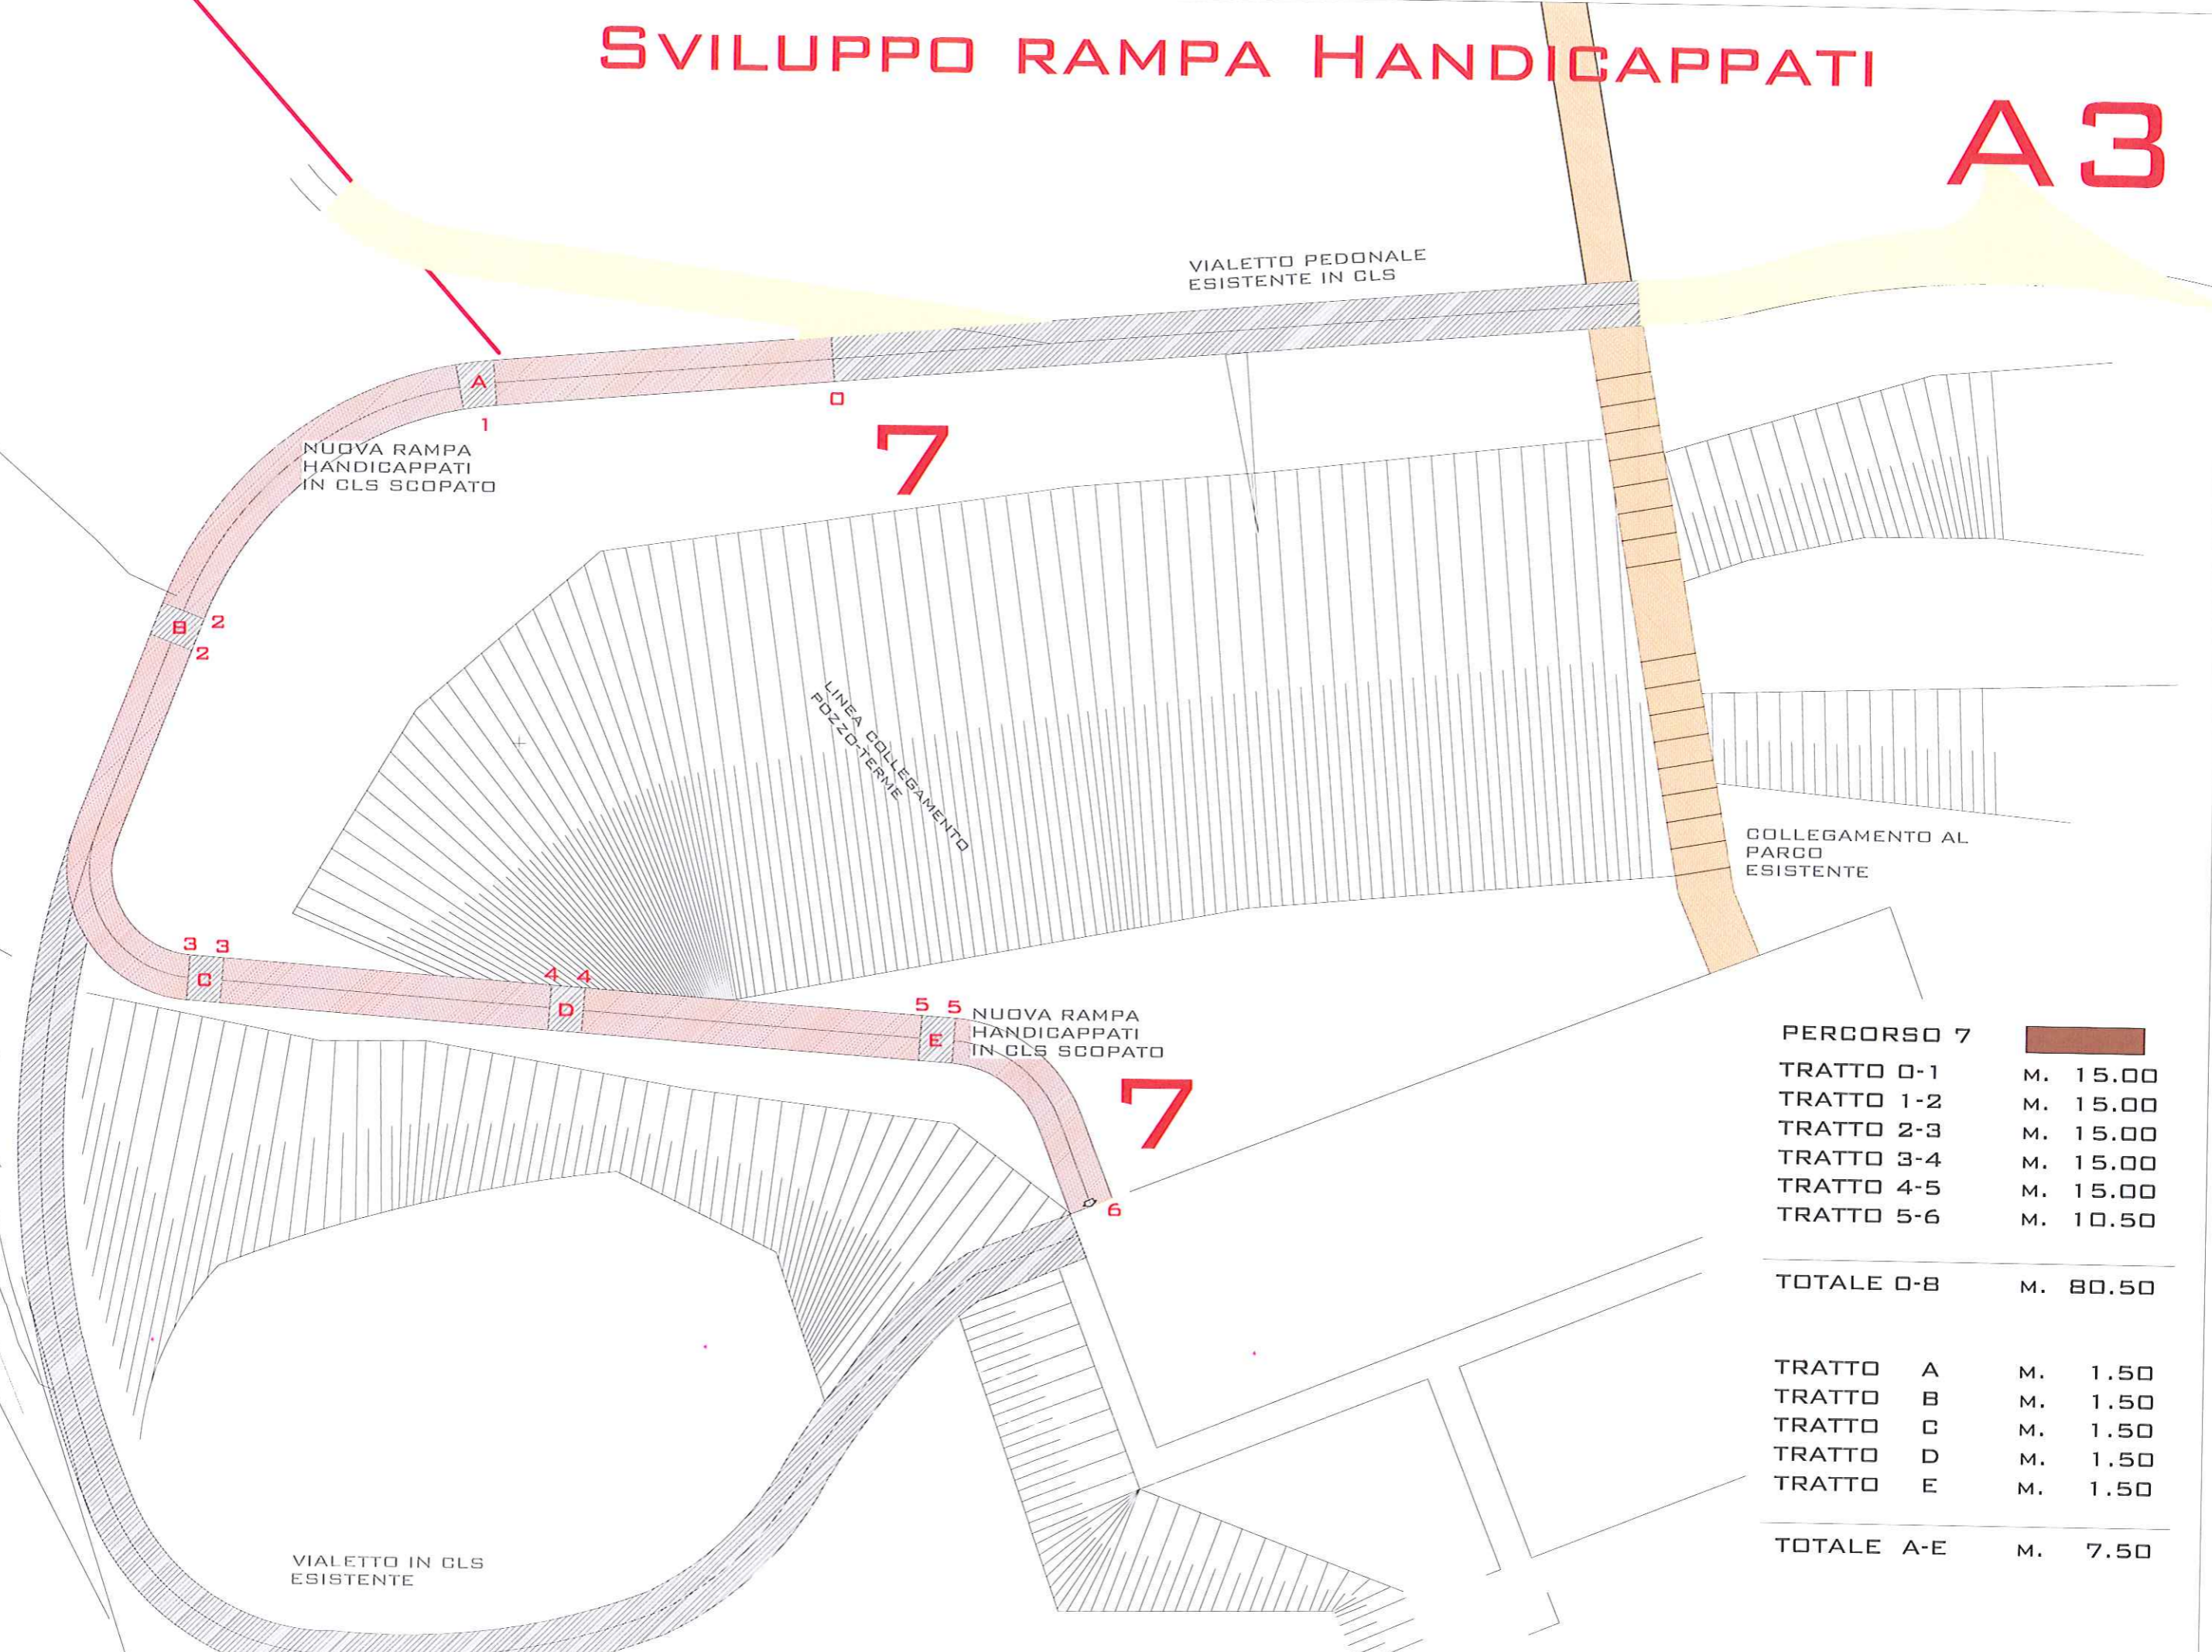 SVILUPPO RAMPA HANDICAPPATI
A3
VIALETTO PEDONALE
ESISTENTE IN CLS
A
1
0
7
NUOVA RAMPA
HANDICAPPATI
IN CLS SCOPATO
B
2
2
LINEA COLLEGAMENTO
POZZO-TERME
COLLEGAMENTO AL
PARCO
ESISTENTE
3 3
C
4 4
D
5 5
E
NUOVA RAMPA
HANDICAPPATI
IN CLS SCOPATO
7
6
PERCORSO 7
TRATTO 0-1 M. 15.00
TRATTO 1-2 M. 15.00
TRATTO 2-3 M. 15.00
TRATTO 3-4 M. 15.00
TRATTO 4-5 M. 15.00
TRATTO 5-6 M. 10.50
TOTALE 0-8 M. 80.50
TRATTO A M. 1.50
TRATTO B M. 1.50
TRATTO C M. 1.50
TRATTO D M. 1.50
TRATTO E M. 1.50
TOTALE A-E M. 7.50
VIALETTO IN CLS
ESISTENTE